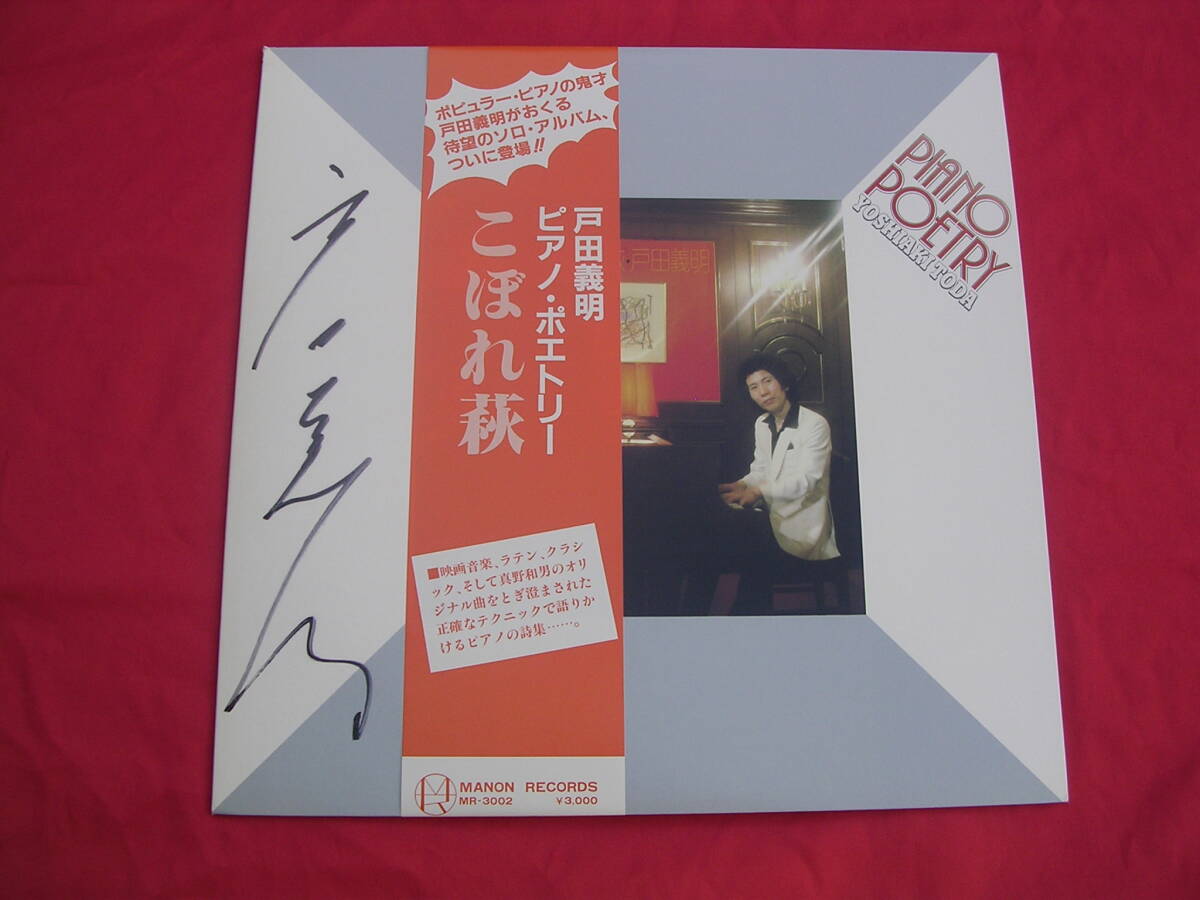 ポピュラー・ピアノの鬼才
戸田義明がおくる
待望のソロ・アルバム、
ついに登場!!
戸田義明
ピアノ・ポエトリー
こぼれ萩
■映画音楽、ラテン、クラシ
ック、そして真野和男のオリ
ジナル曲をとぎ澄まされた
正確なテクニックで語りか
けるピアノの詩集……。
MANON RECORDS
MR-3002 ¥3,000
PIANO
POETRY
YOSHIAKI TODA
戸田義明